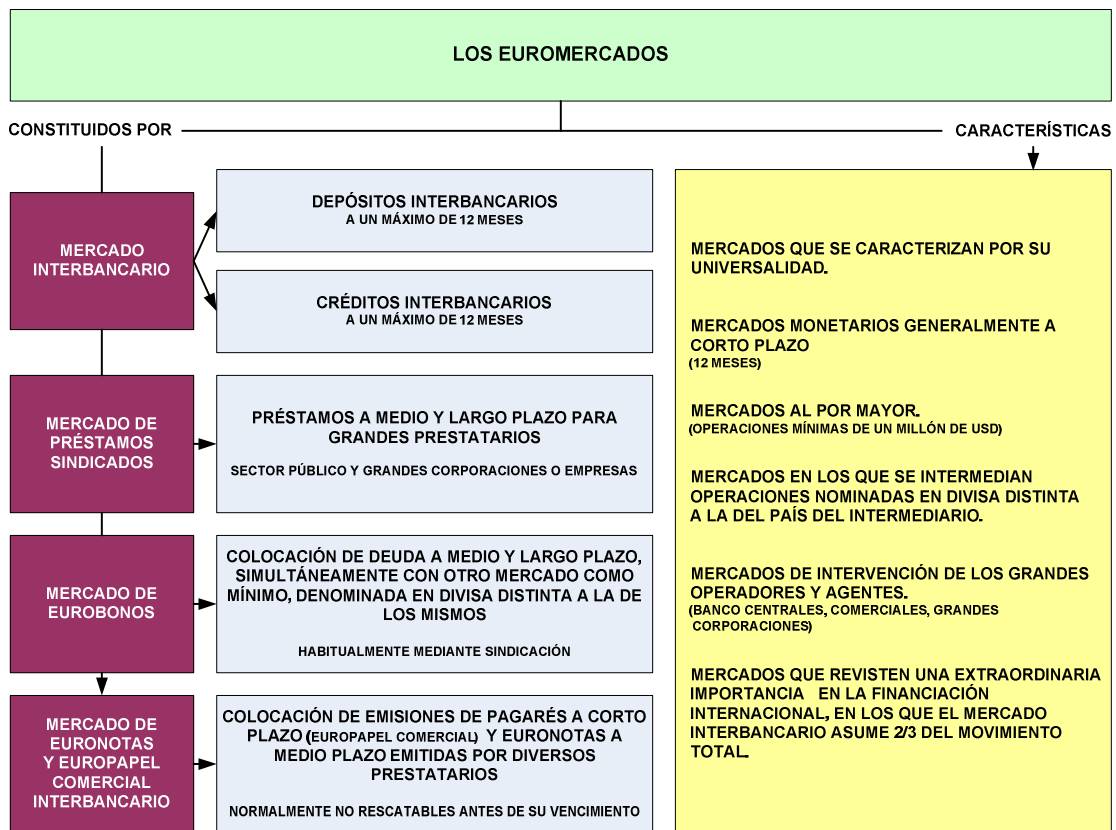 LOS EUROMERCADOS
CONSTITUIDOS POR
CARACTERÍSTICAS
MERCADO
INTERBANCARIO
DEPÓSITOS INTERBANCARIOS
A UN MÁXIMO DE 12 MESES
CRÉDITOS INTERBANCARIOS
A UN MÁXIMO DE 12 MESES
MERCADO DE
PRÉSTAMOS
SINDICADOS
PRÉSTAMOS A MEDIO Y LARGO PLAZO PARA
GRANDES PRESTATARIOS
SECTOR PÚBLICO Y GRANDES CORPORACIONES O EMPRESAS
MERCADO DE
EUROBONOS
COLOCACIÓN DE DEUDA A MEDIO Y LARGO PLAZO,
SIMULTÁNEAMENTE CON OTRO MERCADO COMO
MÍNIMO, DENOMINADA EN DIVISA DISTINTA A LA DE
LOS MISMOS
HABITUALMENTE MEDIANTE SINDICACIÓN
MERCADO DE
EURONOTAS
Y EUROPAPEL
COMERCIAL
INTERBANCARIO
COLOCACIÓN DE EMISIONES DE PAGARÉS A CORTO
PLAZO (EUROPAPEL COMERCIAL) Y EURONOTAS A
MEDIO PLAZO EMITIDAS POR DIVERSOS
PRESTATARIOS
NORMALMENTE NO RESCATABLES ANTES DE SU VENCIMIENTO
MERCADOS QUE SE CARACTERIZAN POR SU
UNIVERSALIDAD.
MERCADOS MONETARIOS GENERALMENTE A
CORTO PLAZO
(12 MESES)
MERCADOS AL POR MAYOR.
(OPERACIONES MÍNIMAS DE UN MILLÓN DE USD)
MERCADOS EN LOS QUE SE INTERMEDIAN
OPERACIONES NOMINADAS EN DIVISA DISTINTA
A LA DEL PAÍS DEL INTERMEDIARIO.
MERCADOS DE INTERVENCIÓN DE LOS GRANDES
OPERADORES Y AGENTES.
(BANCO CENTRALES, COMERCIALES, GRANDES
CORPORACIONES)
MERCADOS QUE REVISTEN UNA EXTRAORDINARIA
IMPORTANCIA EN LA FINANCIACIÓN
INTERNACIONAL, EN LOS QUE EL MERCADO
INTERBANCARIO ASUME 2/3 DEL MOVIMIENTO
TOTAL.